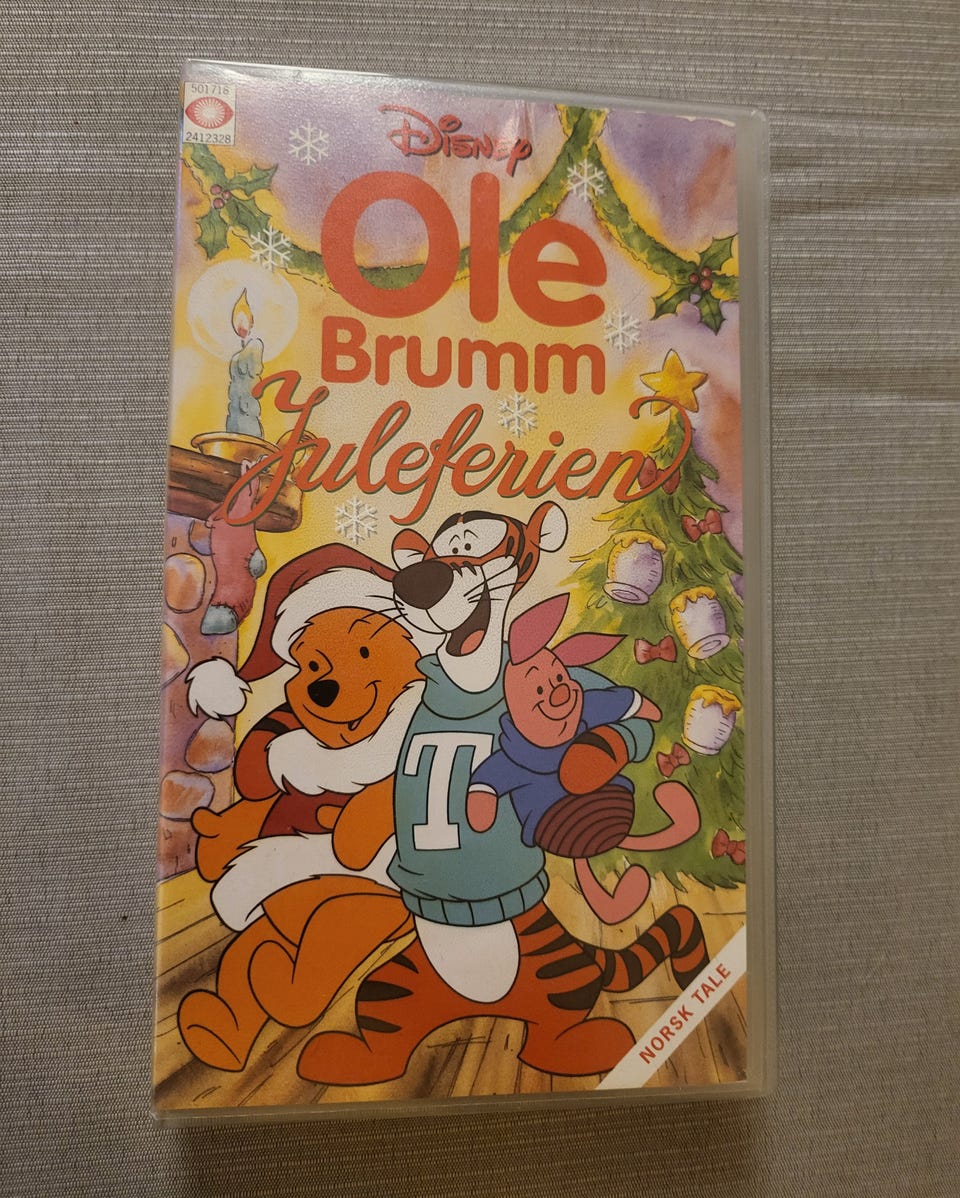 501716
2412328
Disney
Ole
Brumm
Juleferien
T
NORSK TALE